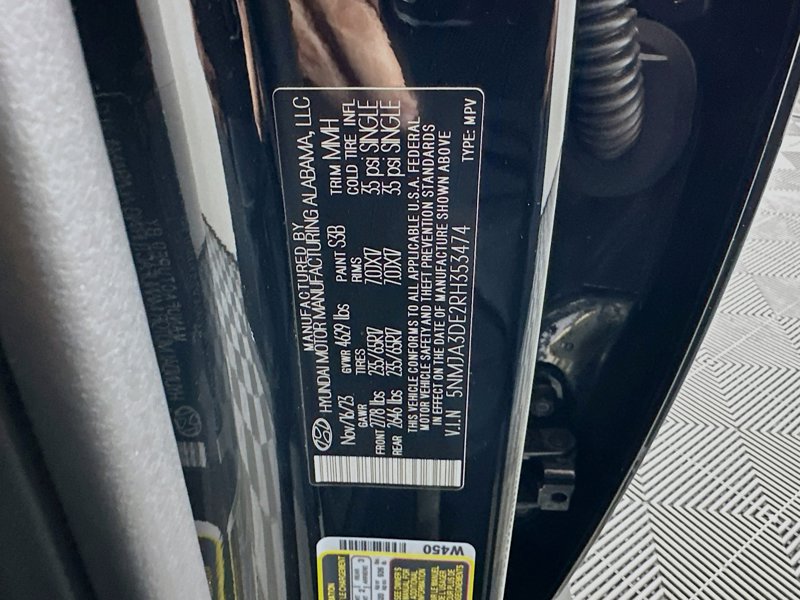 MANUFACTURED BY
HYUNDAI MOTOR MANUFACTURING ALABAMA, LLC
Nov/16/23 GVWR 4629 lbs PAINT S3B TRIM MMH
GAWR TIRES RIMS COLD TIRE INFL
FRONT 2778 lbs 235/65R17 7.0JX17 35 psi SINGLE
REAR 2646 lbs 235/65R17 7.0JX17 35 psi SINGLE
THIS VEHICLE CONFORMS TO ALL APPLICABLE U.S.A. FEDERAL
MOTOR VEHICLE SAFETY AND THEFT PREVENTION STANDARDS
IN EFFECT ON THE DATE OF MANUFACTURE SHOWN ABOVE
V.I.N 5NMJA3DE2RH353474 TYPE: MPV
W450